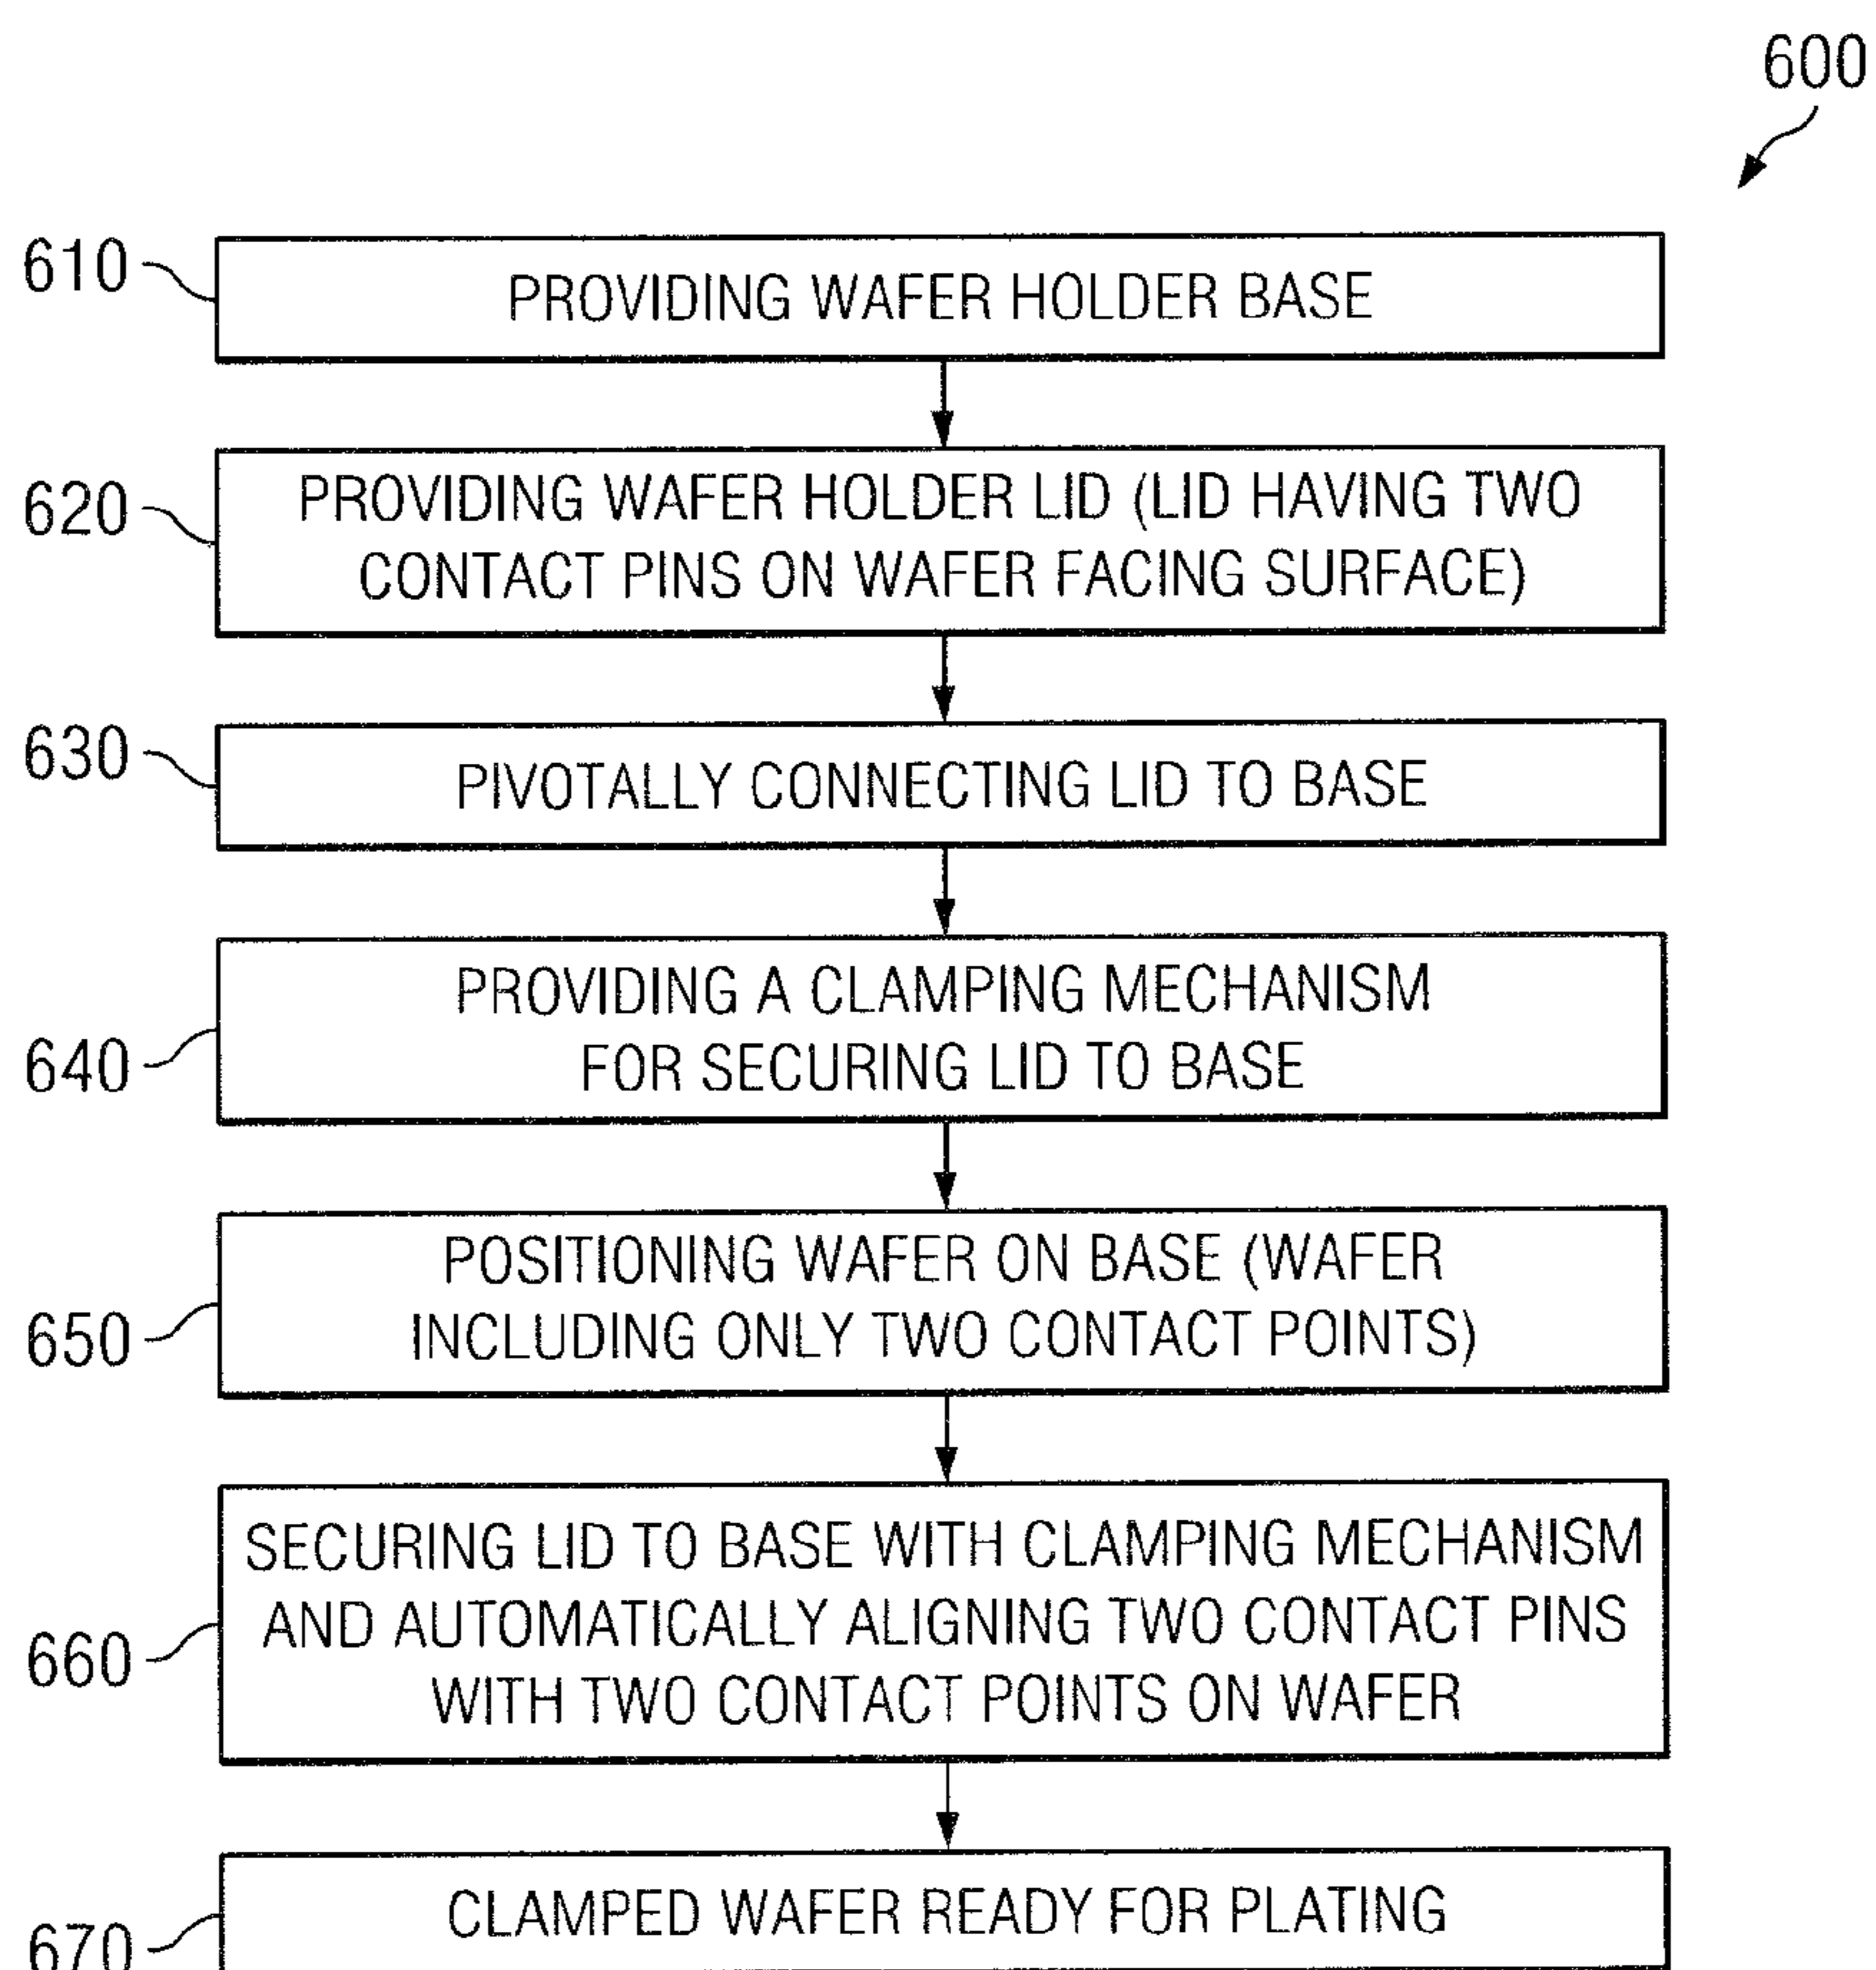 600
610
PROVIDING WAFER HOLDER BASE
620
PROVIDING WAFER HOLDER LID (LID HAVING TWO
CONTACT PINS ON WAFER FACING SURFACE)
630
PIVOTALLY CONNECTING LID TO BASE
640
PROVIDING A CLAMPING MECHANISM
FOR SECURING LID TO BASE
650
POSITIONING WAFER ON BASE (WAFER
INCLUDING ONLY TWO CONTACT POINTS)
660
SECURING LID TO BASE WITH CLAMPING MECHANISM
AND AUTOMATICALLY ALIGNING TWO CONTACT PINS
WITH TWO CONTACT POINTS ON WAFER
670
CLAMPED WAFER READY FOR PLATING